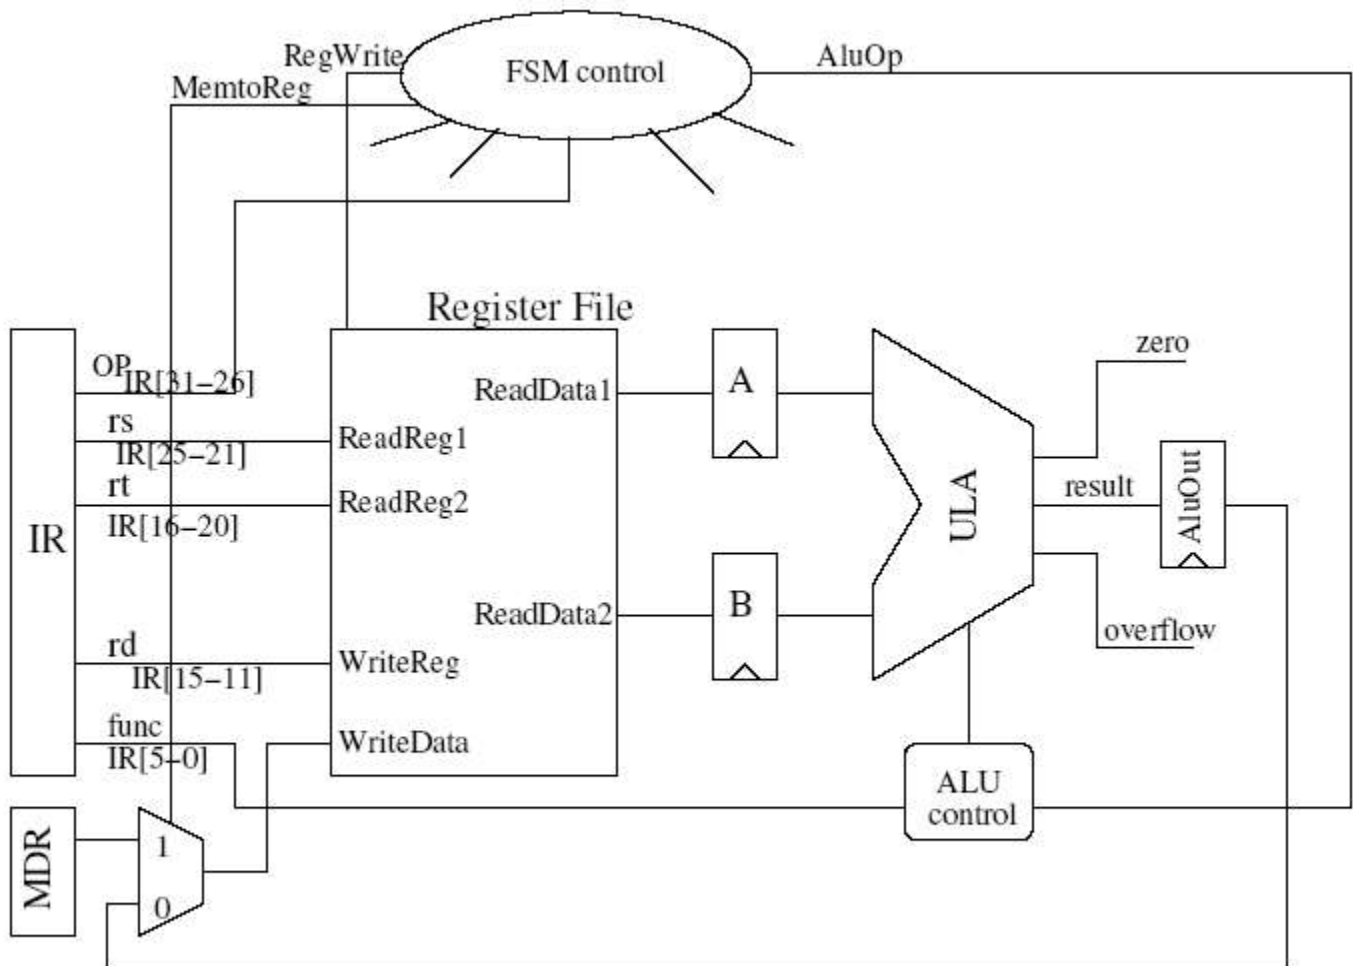 RegWrite
FSM control
AluOp
MemtoReg
Register File
OP
IR[31-26]
rs
IR[25-21]
rt
IR[16-20]
IR
rd
IR[15-11]
func
IR[5-0]
ReadData1
ReadReg1
ReadReg2
ReadData2
WriteReg
WriteData
A
B
ULA
zero
result
AluOut
overflow
ALU
control
MDR
1
0